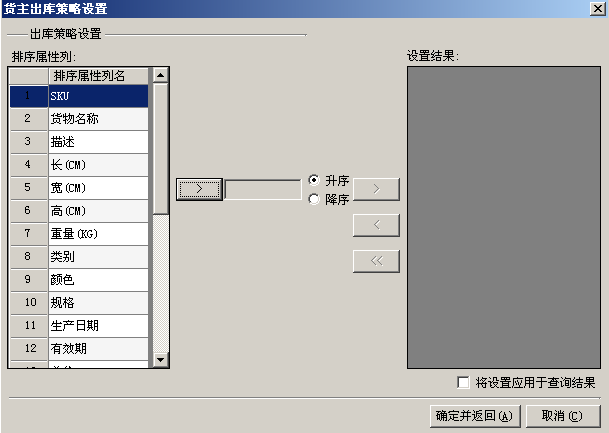 货主出库策略设置
出库策略设置
排序属性列:
设置结果:
排序属性列名
1 SKU
2 货物名称
3 描述
4 长(CM)
5 宽(CM)
6 高(CM)
7 重量(KG)
8 类别
9 颜色
10 规格
11 生产日期
12 有效期
>
升序
降序
>
<
<<
将设置应用于查询结果
确定并返回(A)
取消(C)